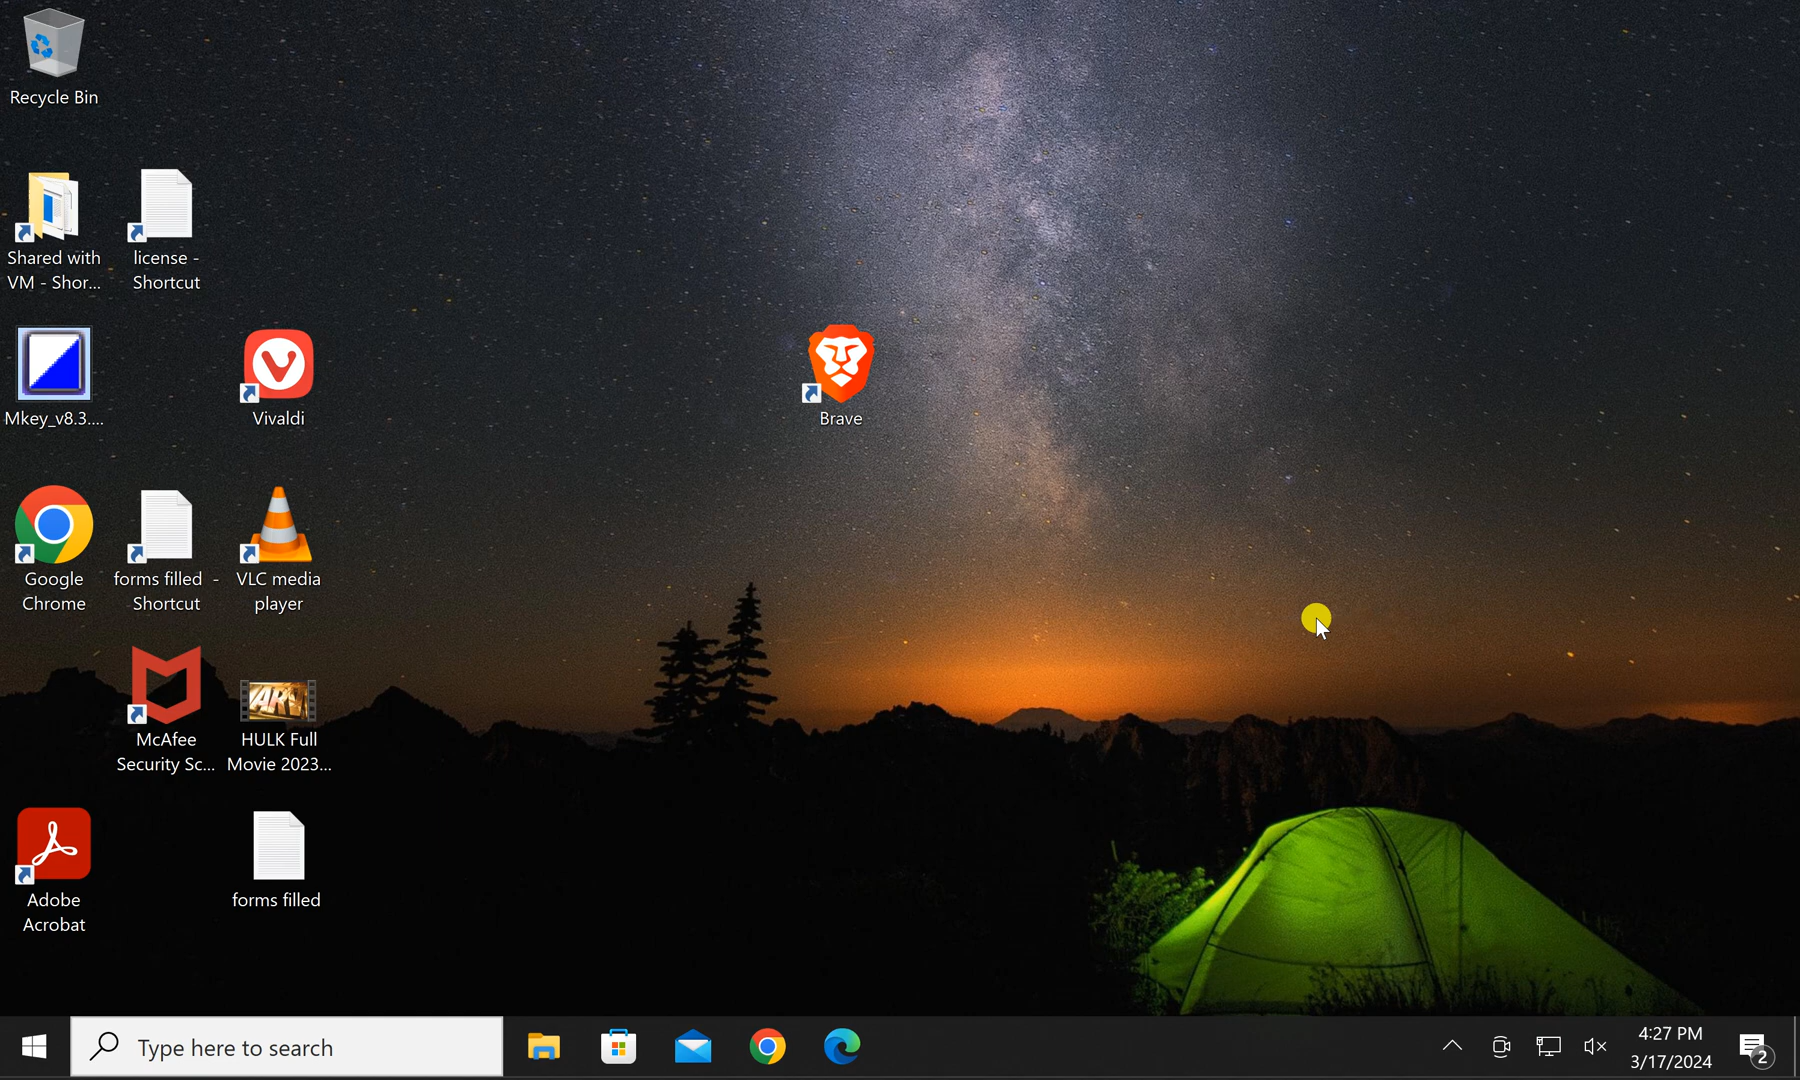 Recycle Bin
Shared with
VM - Shor...
license -
Shortcut
Mkey_v8.3....
Vivaldi
Brave
Google
Chrome
forms filled -
Shortcut
VLC media
player
McAfee
Security Sc...
HULK Full
Movie 2023...
Adobe
Acrobat
forms filled
Type here to search
4:27 PM
3/17/2024
2